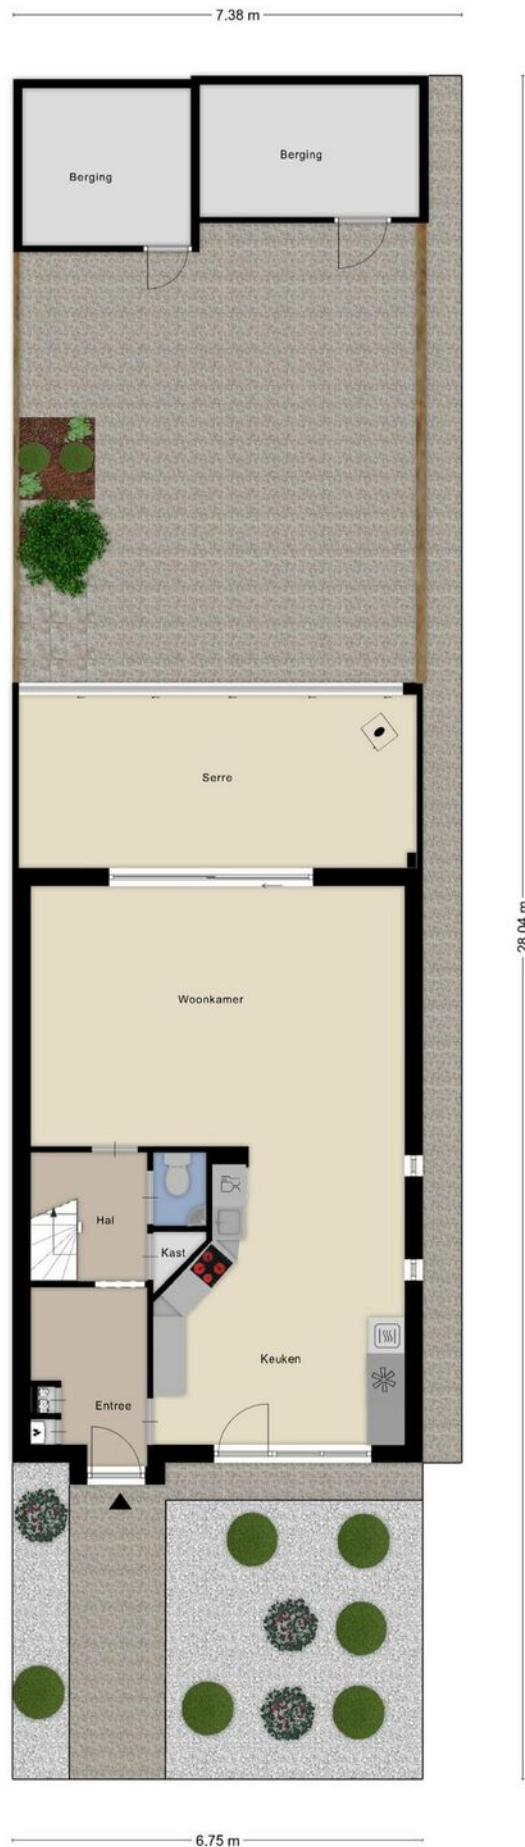 7.38 m
Berging
Berging
Serre
28.04 m
Woonkamer
Hal
Kast
Keuken
Entree
6.75 m